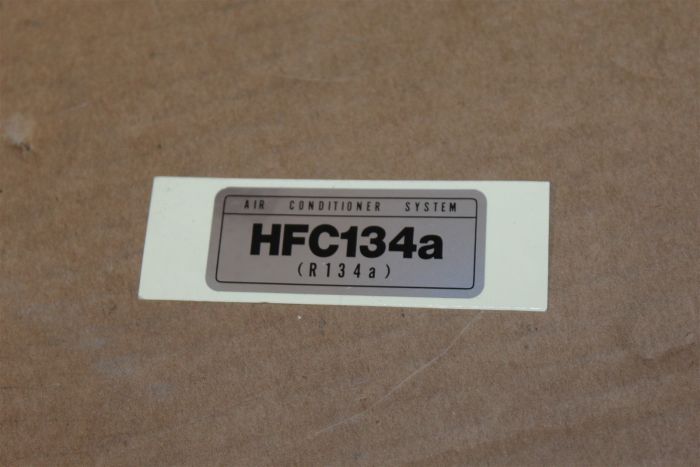 AIR CONDITIONER SYSTEM
HFC134a
(R134a)